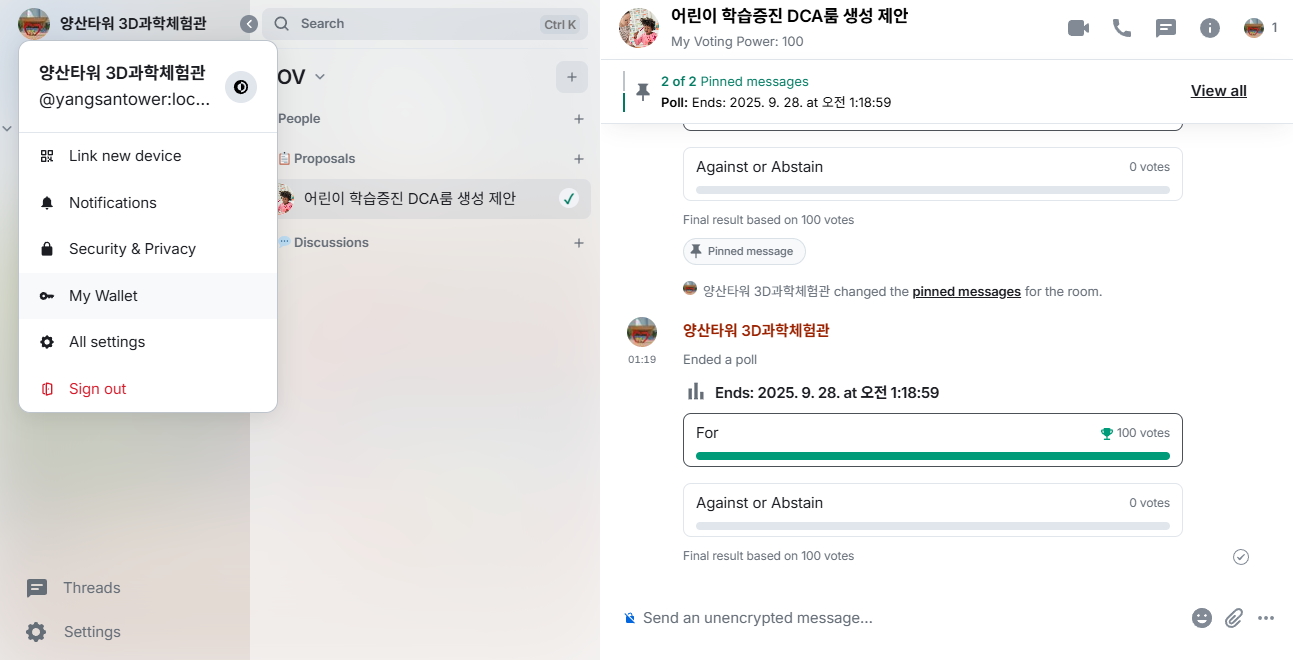 양산타워 3D과학체험관
Search
Ctrl K
양산타워 3D과학체험관
@yangsantower:loc...
Link new device
Notifications
Security & Privacy
My Wallet
All settings
Sign out
Threads
Settings
OV
People
Proposals
어린이 학습증진 DCA룸 생성 제안
Discussions
어린이 학습증진 DCA룸 생성 제안
My Voting Power: 100
1
2 of 2 Pinned messages
Poll: Ends: 2025. 9. 28. at 오전 1:18:59
View all
Against or Abstain
0 votes
Final result based on 100 votes
Pinned message
양산타워 3D과학체험관 changed the pinned messages for the room.
양산타워 3D과학체험관
01:19
Ended a poll
Ends: 2025. 9. 28. at 오전 1:18:59
For
100 votes
Against or Abstain
0 votes
Final result based on 100 votes
Send an unencrypted message...